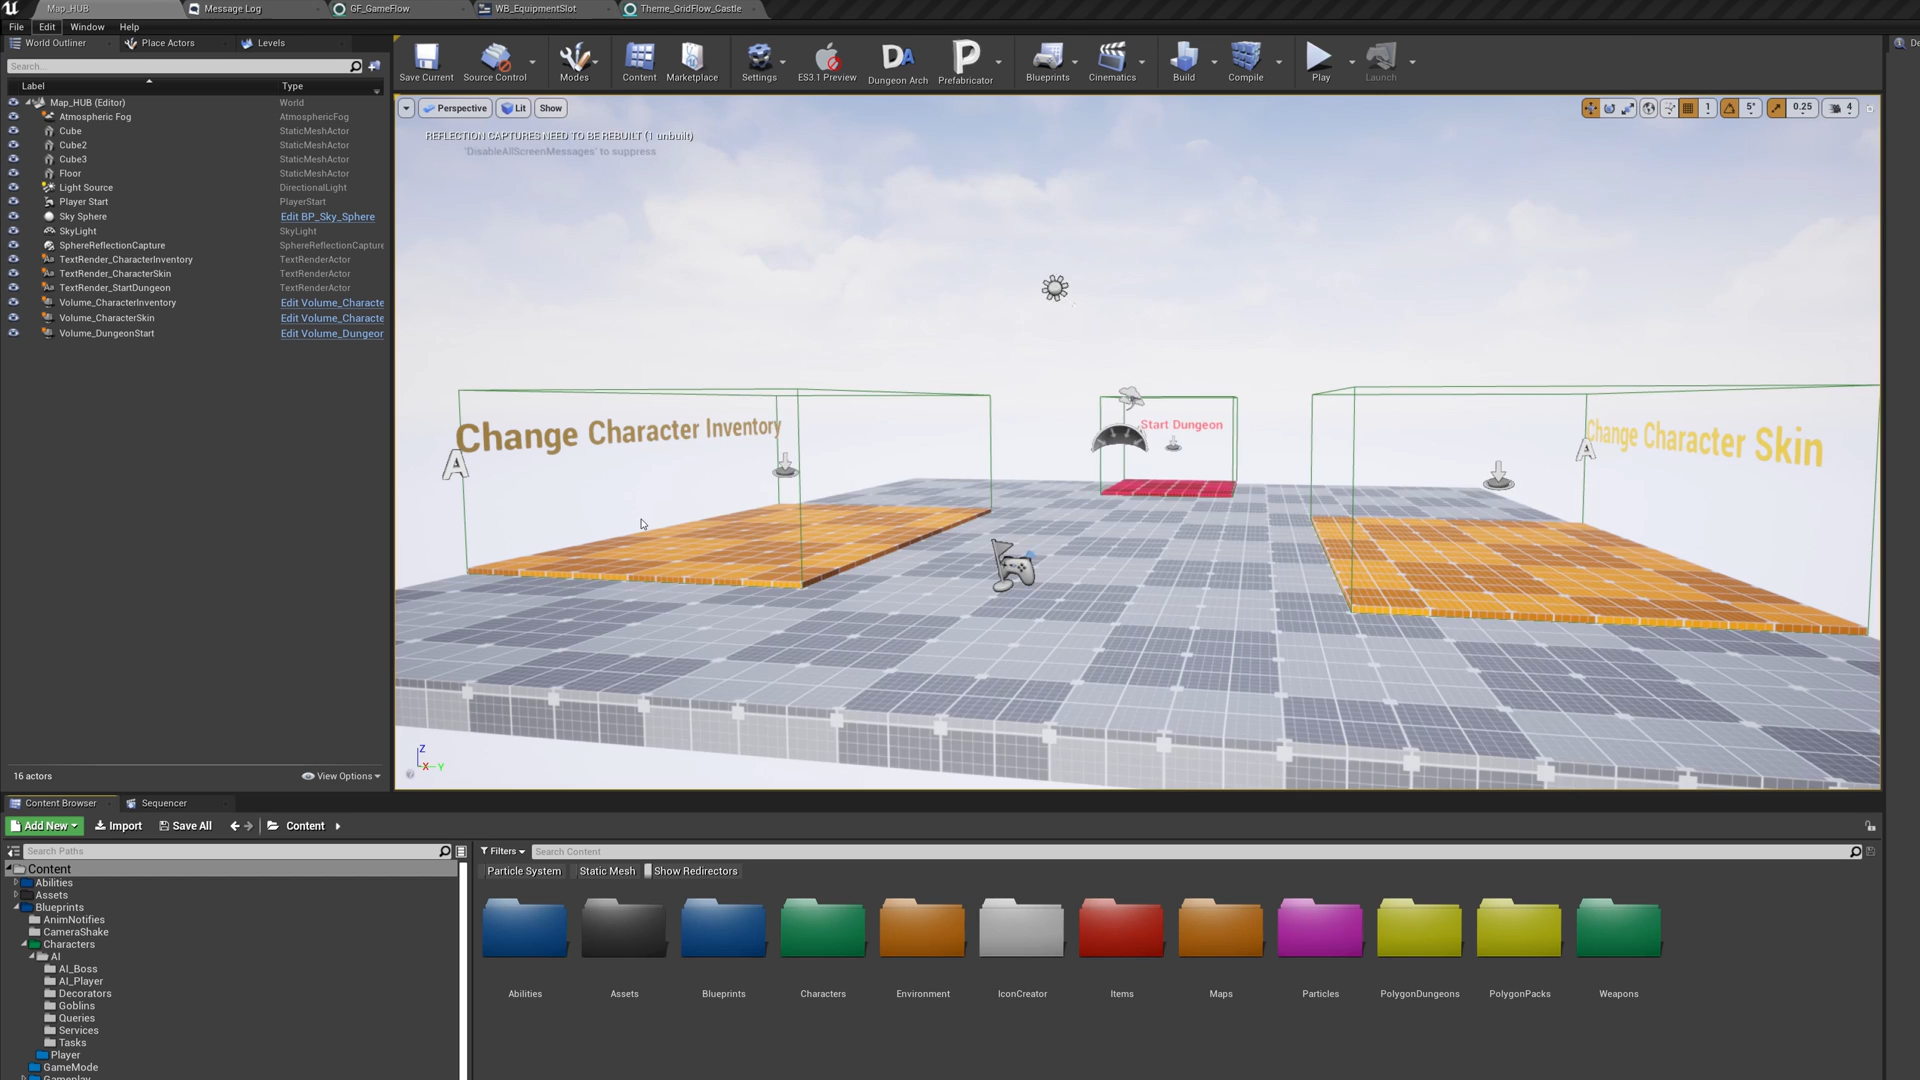 Map_HUB
Message Log
GF_GameFlow
WB_EquipmentSlot
Theme_GridFlow_Castle
File
Edit
Window
Help
World Outliner
Place Actors
Levels
De
Search...
Label
Type
Map_HUB (Editor)
World
Atmospheric Fog
AtmosphericFog
Cube
StaticMeshActor
Cube2
StaticMeshActor
Cube3
StaticMeshActor
Floor
StaticMeshActor
Light Source
DirectionalLight
Player Start
PlayerStart
Sky Sphere
Edit BP_Sky_Sphere
SkyLight
SkyLight
SphereReflectionCapture
SphereReflectionCapture
TextRender_CharacterInventory
TextRenderActor
TextRender_CharacterSkin
TextRenderActor
TextRender_StartDungeon
TextRenderActor
Volume_CharacterInventory
Edit Volume_Characte
Volume_CharacterSkin
Edit Volume_Characte
Volume_DungeonStart
Edit Volume_Dungeon
16 actors
View Options
Save Current
Source Control
Modes
Content
Marketplace
Settings
ES3.1 Preview
DA
Dungeon Arch
P
Prefabricator
Blueprints
Cinematics
Build
Compile
Play
Launch
Perspective
Lit
Show
1
5°
0.25
4
REFLECTION CAPTURES NEED TO BE REBUILT (1 unbuilt)
'DisableAllScreenMessages' to suppress
Change Character Inventory
A
Start Dungeon
Change Character Skin
A
Z
X
Y
Content Browser
Sequencer
Add New
Import
Save All
Content
Search Paths
Filters
Search Content
Particle System
Static Mesh
Show Redirectors
Content
Abilities
Assets
Blueprints
AnimNotifies
CameraShake
Characters
AI
AI_Boss
AI_Player
Decorators
Goblins
Queries
Services
Tasks
Player
GameMode
Gameplay
Abilities
Assets
Blueprints
Characters
Environment
IconCreator
Items
Maps
Particles
PolygonDungeons
PolygonPacks
Weapons